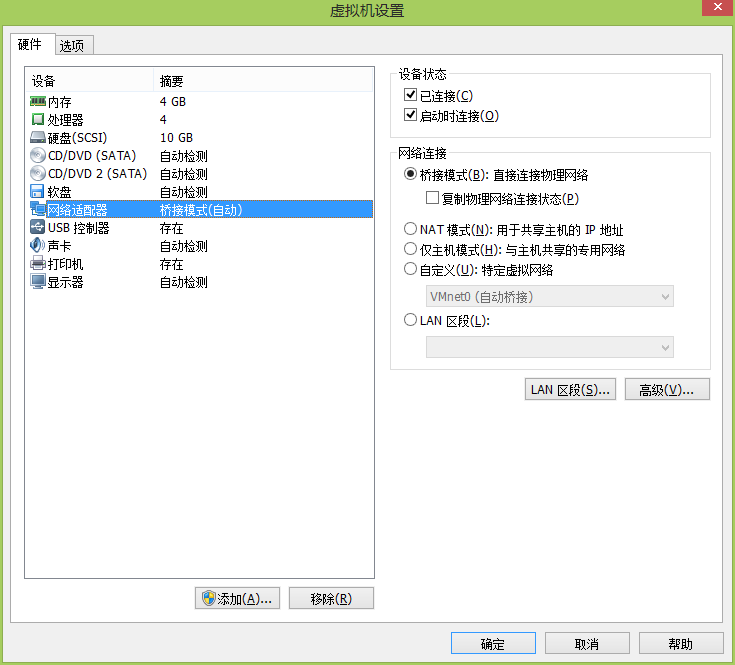 虚拟机设置
硬件 选项
设备 摘要
内存 4 GB
处理器 4
硬盘(SCSI) 10 GB
CD/DVD (SATA) 自动检测
CD/DVD 2 (SATA) 自动检测
软盘 自动检测
网络适配器 桥接模式(自动)
USB 控制器 存在
声卡 自动检测
打印机 存在
显示器 自动检测
添加(A)... 移除(R)
设备状态
已连接(C)
启动时连接(O)
网络连接
桥接模式(B): 直接连接物理网络
复制物理网络连接状态(P)
NAT 模式(N): 用于共享主机的 IP 地址
仅主机模式(H): 与主机共享的专用网络
自定义(U): 特定虚拟网络
VMnet0 (自动桥接)
LAN 区段(L):
LAN 区段(S)... 高级(V)...
确定 取消 帮助